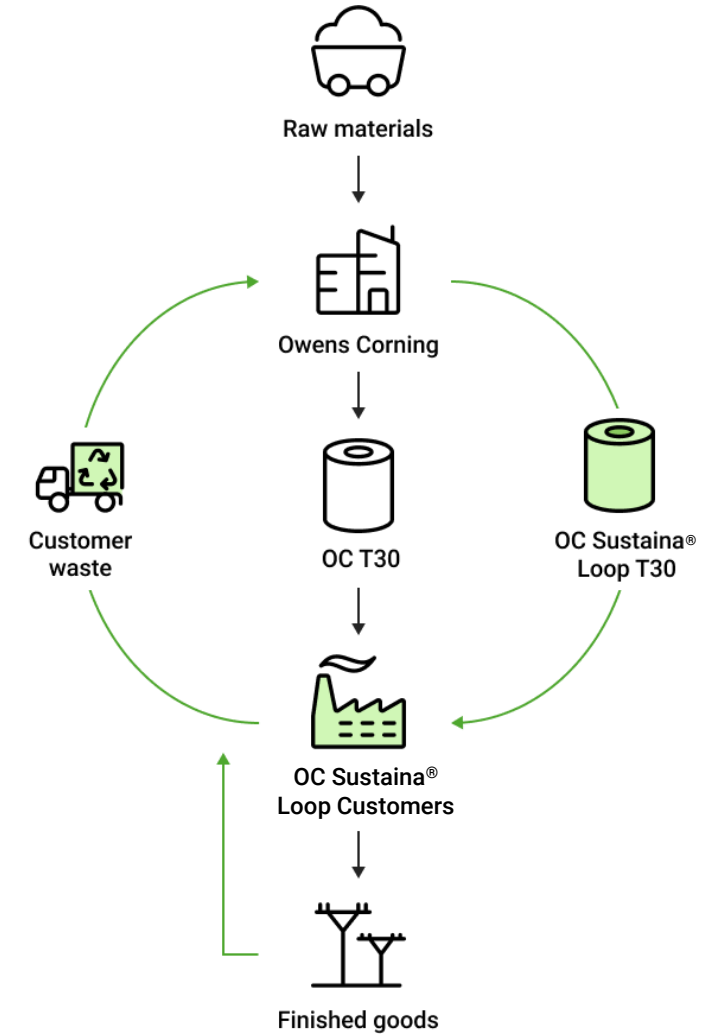 Raw materials
Owens Corning
Customer
waste
OC T30
OC Sustaina®
Loop T30
OC Sustaina®
Loop Customers
Finished goods